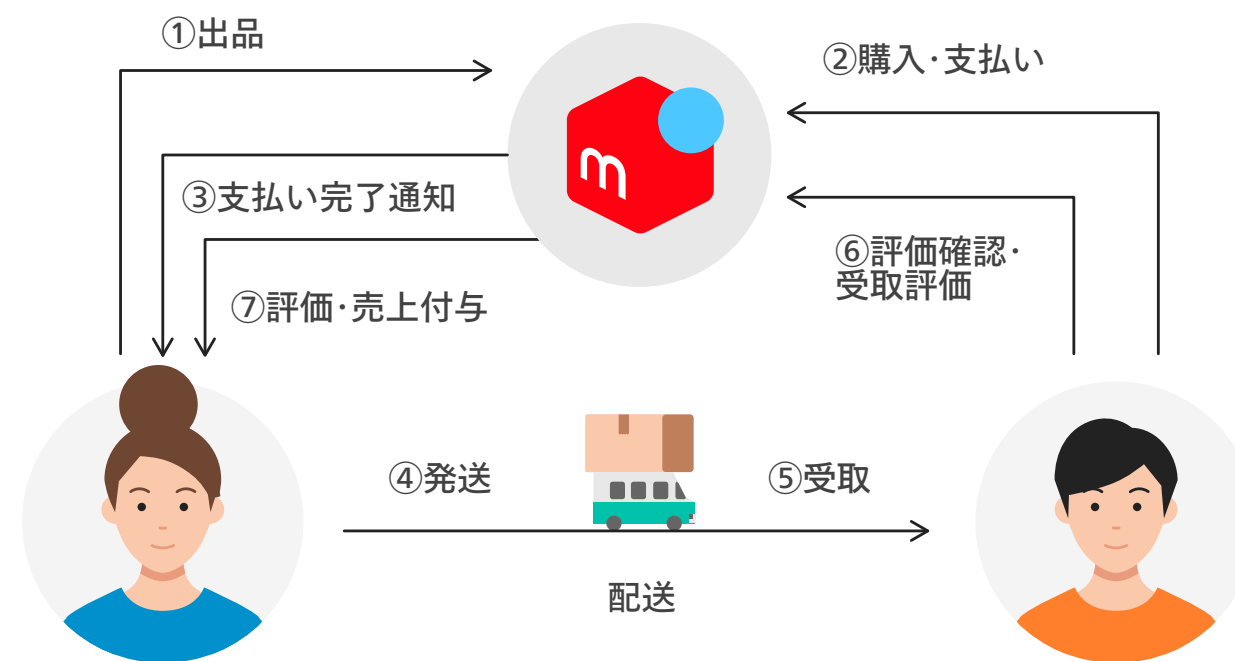 ①出品
②購入･支払い
m
③支払い完了通知
⑥評価確認･
受取評価
⑦評価･売上付与
④発送
⑤受取
配送